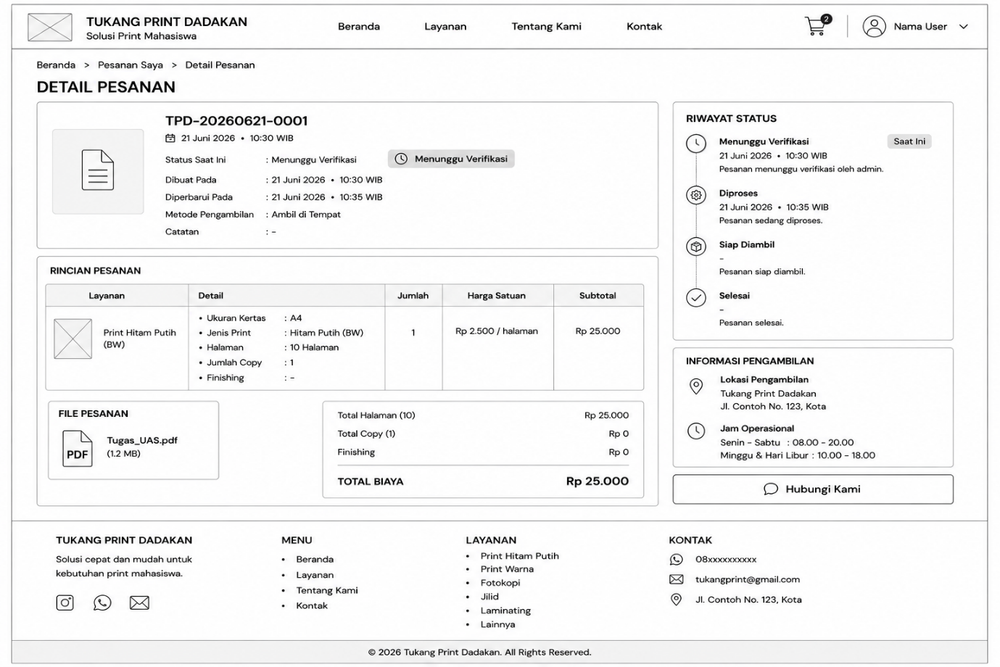 TUKANG PRINT DADAKAN
Solusi Print Mahasiswa
Beranda
Layanan
Tentang Kami
Kontak
2
Nama User
Beranda > Pesanan Saya > Detail Pesanan
DETAIL PESANAN
TPD-20260621-0001
21 Juni 2026 • 10:30 WIB
Status Saat Ini : Menunggu Verifikasi
Menunggu Verifikasi
Dibuat Pada : 21 Juni 2026 • 10:30 WIB
Diperbarui Pada : 21 Juni 2026 • 10:35 WIB
Metode Pengambilan : Ambil di Tempat
Catatan : -
RINCIAN PESANAN
Layanan Detail Jumlah Harga Satuan Subtotal
Print Hitam Putih
(BW)
• Ukuran Kertas : A4
• Jenis Print : Hitam Putih (BW)
• Halaman : 10 Halaman
• Jumlah Copy : 1
• Finishing : -
1
Rp 2.500 / halaman
Rp 25.000
FILE PESANAN
PDF
Tugas_UAS.pdf
(1.2 MB)
Total Halaman (10) Rp 25.000
Total Copy (1) Rp 0
Finishing Rp 0
TOTAL BIAYA Rp 25.000
RIWAYAT STATUS
Menunggu Verifikasi
Saat Ini
21 Juni 2026 • 10:30 WIB
Pesanan menunggu verifikasi oleh admin.
Diproses
21 Juni 2026 • 10:35 WIB
Pesanan sedang diproses.
Siap Diambil
-
Pesanan siap diambil.
Selesai
-
Pesanan selesai.
INFORMASI PENGAMBILAN
Lokasi Pengambilan
Tukang Print Dadakan
Jl. Contoh No. 123, Kota
Jam Operasional
Senin - Sabtu : 08.00 - 20.00
Minggu & Hari Libur : 10.00 - 18.00
Hubungi Kami
TUKANG PRINT DADAKAN
Solusi cepat dan mudah untuk
kebutuhan print mahasiswa.
MENU
• Beranda
• Layanan
• Tentang Kami
• Kontak
LAYANAN
• Print Hitam Putih
• Print Warna
• Fotokopi
• Jilid
• Laminating
• Lainnya
KONTAK
08xxxxxxxxxx
tukangprint@gmail.com
Jl. Contoh No. 123, Kota
© 2026 Tukang Print Dadakan. All Rights Reserved.